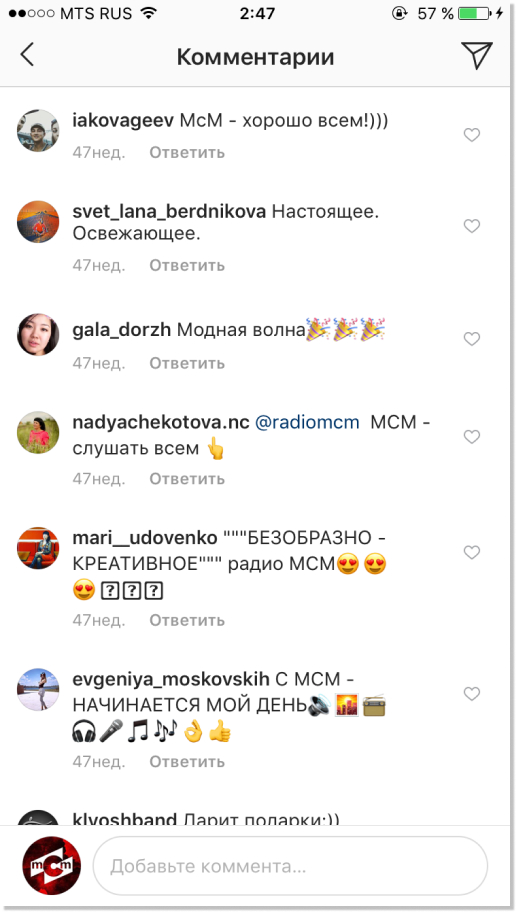 MTS RUS 2:47 57 %
Комментарии
iakovageev МсМ - хорошо всем!)))
47нед. Ответить
svet_lana_berdnikova Настоящее.
Освежающее.
47нед. Ответить
gala_dorzh Модная волна🎉🎉🎉
47нед. Ответить
nadyachekotova.nc @radiomcm МСМ -
слушать всем 👆
47нед. Ответить
mari__udovenko """БЕЗОБРАЗНО -
КРЕАТИВНОЕ""" радио МСМ😍😍
😍
47нед. Ответить
evgeniya_moskovskih С МСМ -
НАЧИНАЕТСЯ МОЙ ДЕНЬ🔊🌇📻
🎧🎤🎵🎶👌👍
47нед. Ответить
klyoshband Дарит подарки:))
mcm Добавьте коммента...